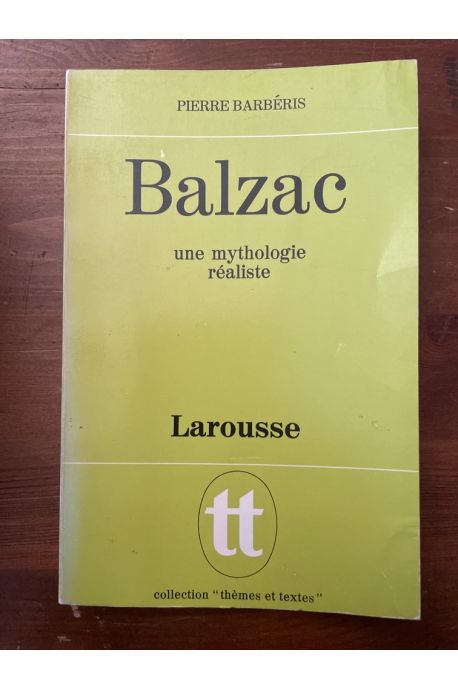 PIERRE BARBÉRIS
Balzac
une mythologie
réaliste
Larousse
tt
collection "thèmes et textes"